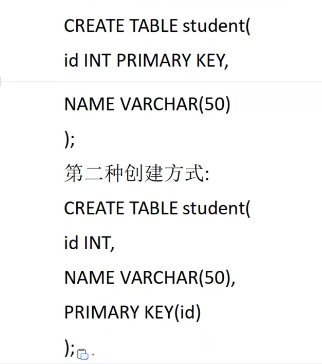 CREATE TABLE student(
id INT PRIMARY KEY,
NAME VARCHAR(50)
);
第二种创建方式:
CREATE TABLE student(
id INT,
NAME VARCHAR(50),
PRIMARY KEY(id)
);